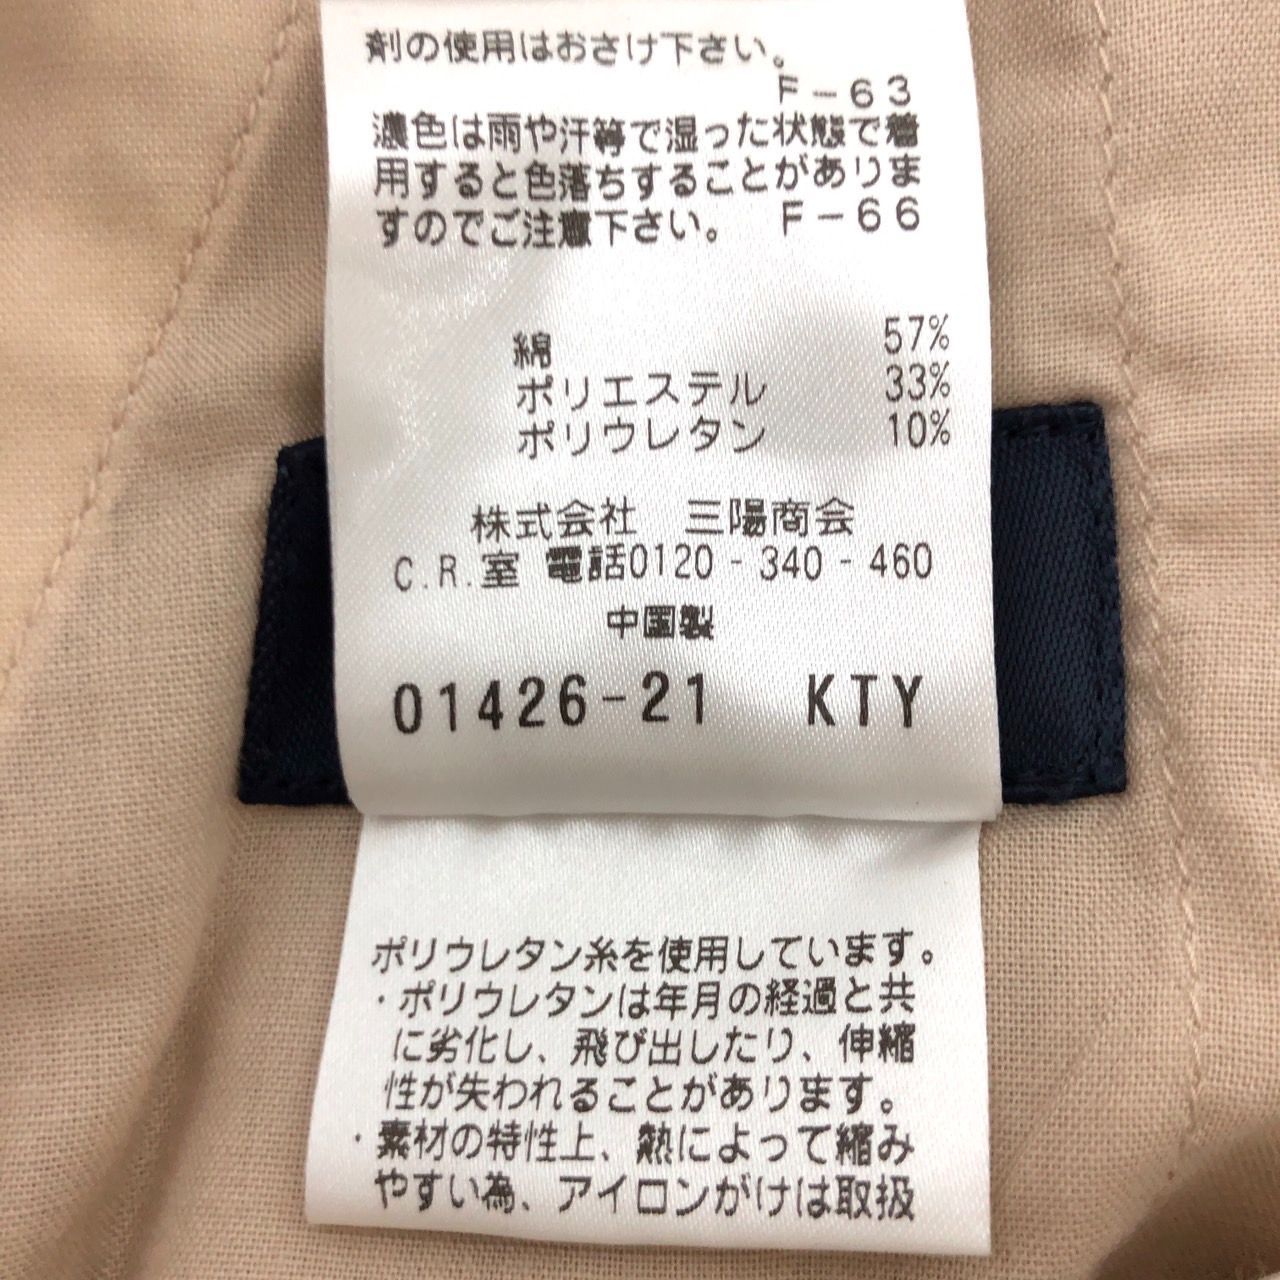 剤の使用はおさけ下さい。
F－63
濃色は雨や汗等で湿った状態で着
用すると色落ちすることがありま
すのでご注意下さい。 F－66
綿 57%
ポリエステル 33%
ポリウレタン 10%
株式会社 三陽商会
C.R.室 電話0120-340-460
中国製
01426-21 KTY
ポリウレタン糸を使用しています。
・ポリウレタンは年月の経過と共
に劣化し、飛び出したり、伸縮
性が失われることがあります。
・素材の特性上、熱によって縮み
やすい為、アイロンがけは取扱